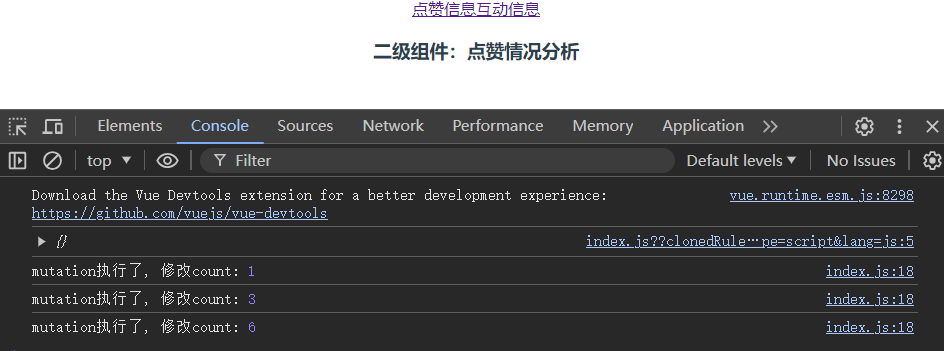 点赞信息互动信息
二级组件：点赞情况分析
Elements Console Sources Network Performance Memory Application
top Filter Default levels No Issues
Download the Vue Devtools extension for a better development experience: vue.runtime.esm.js:8298
https://github.com/vuejs/vue-devtools
{} index.js??clonedRule…pe=script&lang=js:5
mutation执行了, 修改count: 1 index.js:18
mutation执行了, 修改count: 3 index.js:18
mutation执行了, 修改count: 6 index.js:18